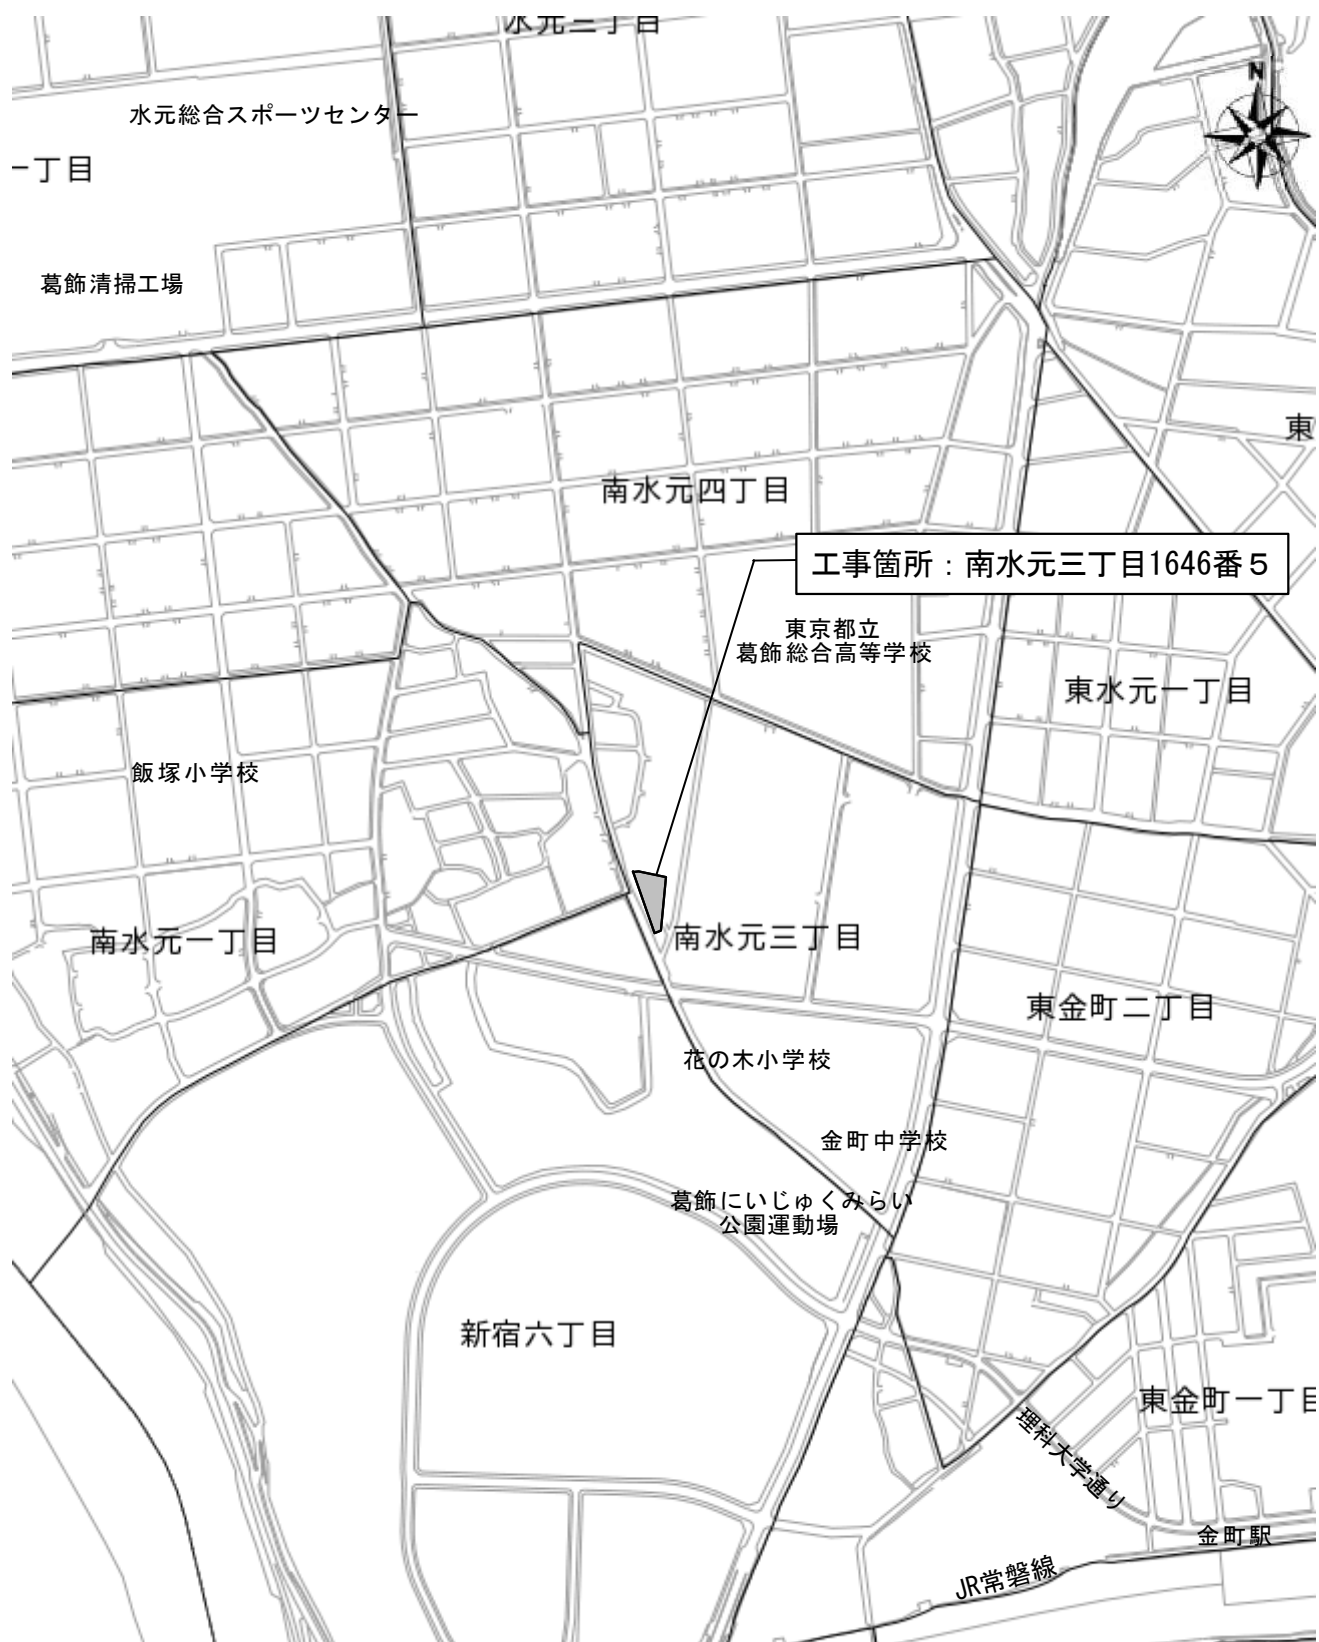 水元三丁目
N
水元総合スポーツセンター
一丁目
葛飾清掃工場
東
南水元四丁目
工事箇所：南水元三丁目1646番５
東京都立
葛飾総合高等学校
東水元一丁目
飯塚小学校
南水元一丁目
南水元三丁目
東金町二丁目
花の木小学校
金町中学校
葛飾にいじゅくみらい
公園運動場
新宿六丁目
東金町一丁目
理科大学通り
金町駅
JR常磐線